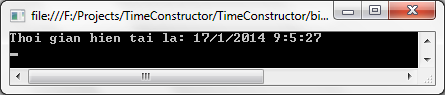 file:///F:/Projects/TimeConstructor/TimeConstructor/bi...
Thoi gian hien tai la: 17/1/2014 9:5:27